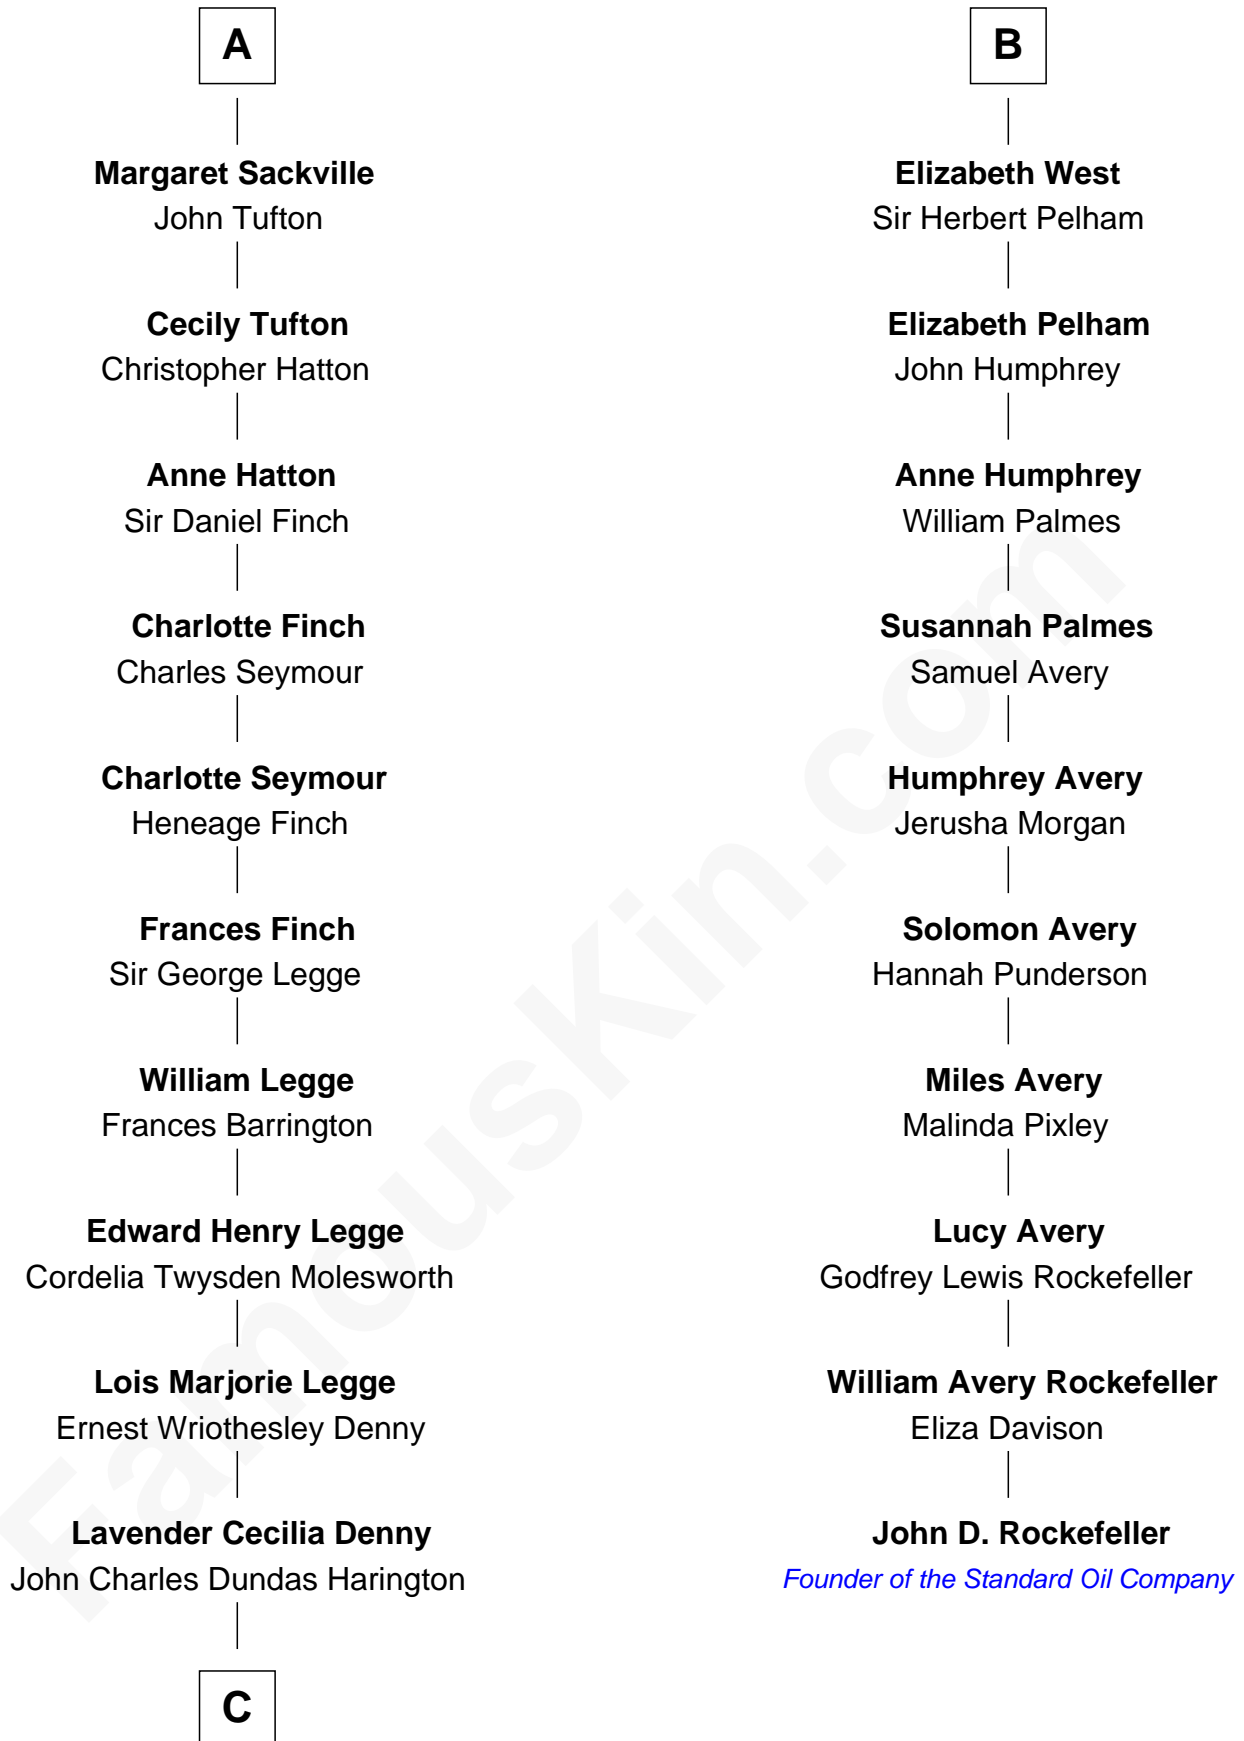 A
Margaret Sackville
John Tufton
Cecily Tufton
Christopher Hatton
Anne Hatton
Sir Daniel Finch
Charlotte Finch
Charles Seymour
Charlotte Seymour
Heneage Finch
Frances Finch
Sir George Legge
William Legge
Frances Barrington
Edward Henry Legge
Cordelia Twysden Molesworth
Lois Marjorie Legge
Ernest Wriothesley Denny
Lavender Cecilia Denny
John Charles Dundas Harington
C
B
Elizabeth West
Sir Herbert Pelham
Elizabeth Pelham
John Humphrey
Anne Humphrey
William Palmes
Susannah Palmes
Samuel Avery
Humphrey Avery
Jerusha Morgan
Solomon Avery
Hannah Punderson
Miles Avery
Malinda Pixley
Lucy Avery
Godfrey Lewis Rockefeller
William Avery Rockefeller
Eliza Davison
John D. Rockefeller
Founder of the Standard Oil Company
FamousKin.com